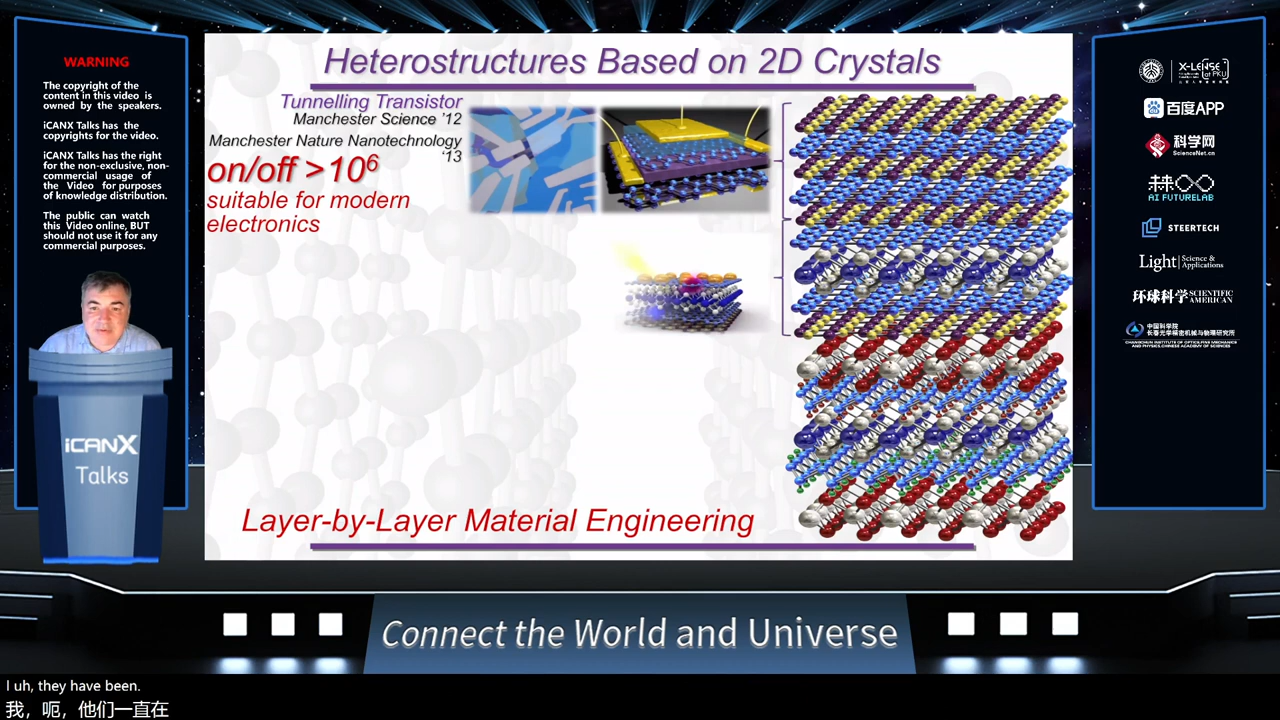 WARNING
The copyright of the
content in this video is
owned by the speakers.
iCANX Talks has the
copyrights for the video.
iCANX Talks has the right
for the non-exclusive, non-
commercial usage of
the Video for purposes
of knowledge distribution.
The public can watch
this Video online, BUT
should not use it for any
commercial purposes.
iCANX
Talks
Heterostructures Based on 2D Crystals
Tunnelling Transistor
Manchester Science '12
Manchester Nature Nanotechnology
'13
on/off >10⁶
suitable for modern
electronics
Layer-by-Layer Material Engineering
X-LENSE
at PKU
百度APP
科学网
ScienceNet.cn
未来
AI FUTURELAB
STEERTECH
Light Science &
Applications
环球科学 SCIENTIFIC
AMERICAN
中国科学院
长春光学精密机械与物理研究所
CHANGCHUN INSTITUTE OF OPTICS,FINE MECHANICS
AND PHYSICS,CHINESE ACADEMY OF SCIENCES
Connect the World and Universe
I uh, they have been.
我，呃，他们一直在